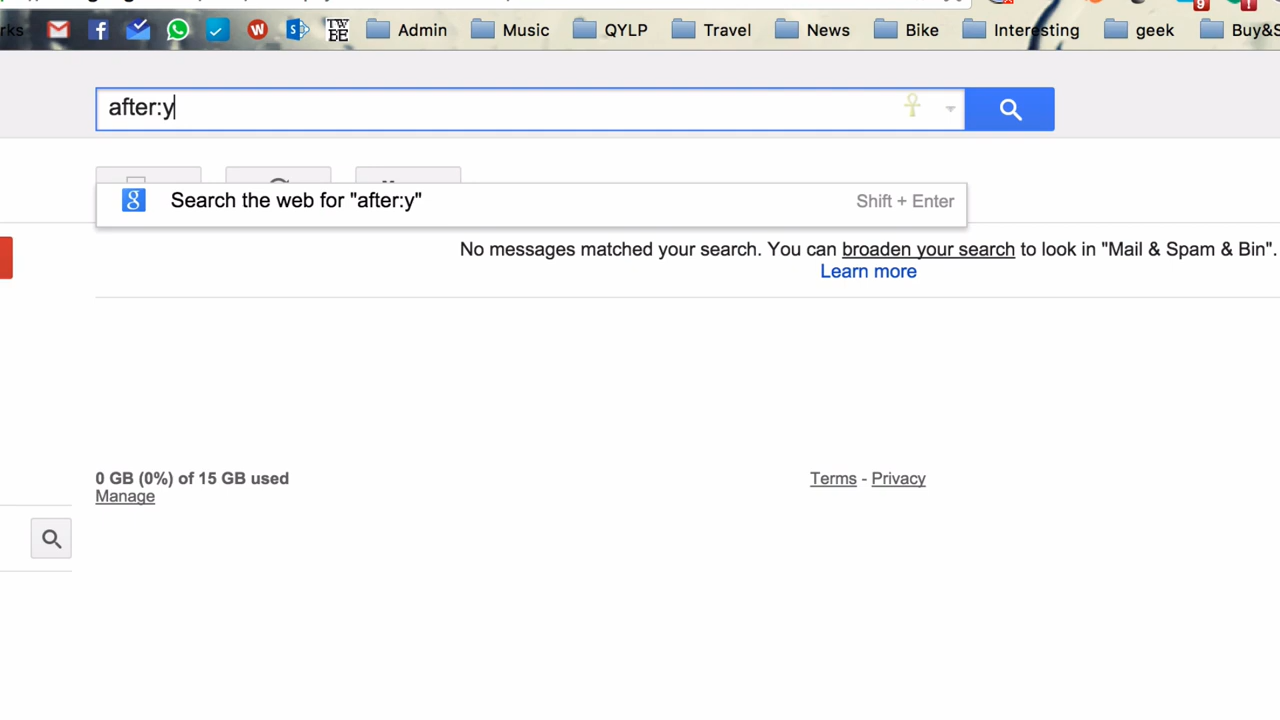 rks Admin Music QYLP Travel News Bike Interesting geek Buy&S
9
after:y
Search the web for "after:y" Shift + Enter
No messages matched your search. You can broaden your search to look in "Mail & Spam & Bin".
Learn more
0 GB (0%) of 15 GB used
Manage
Terms - Privacy